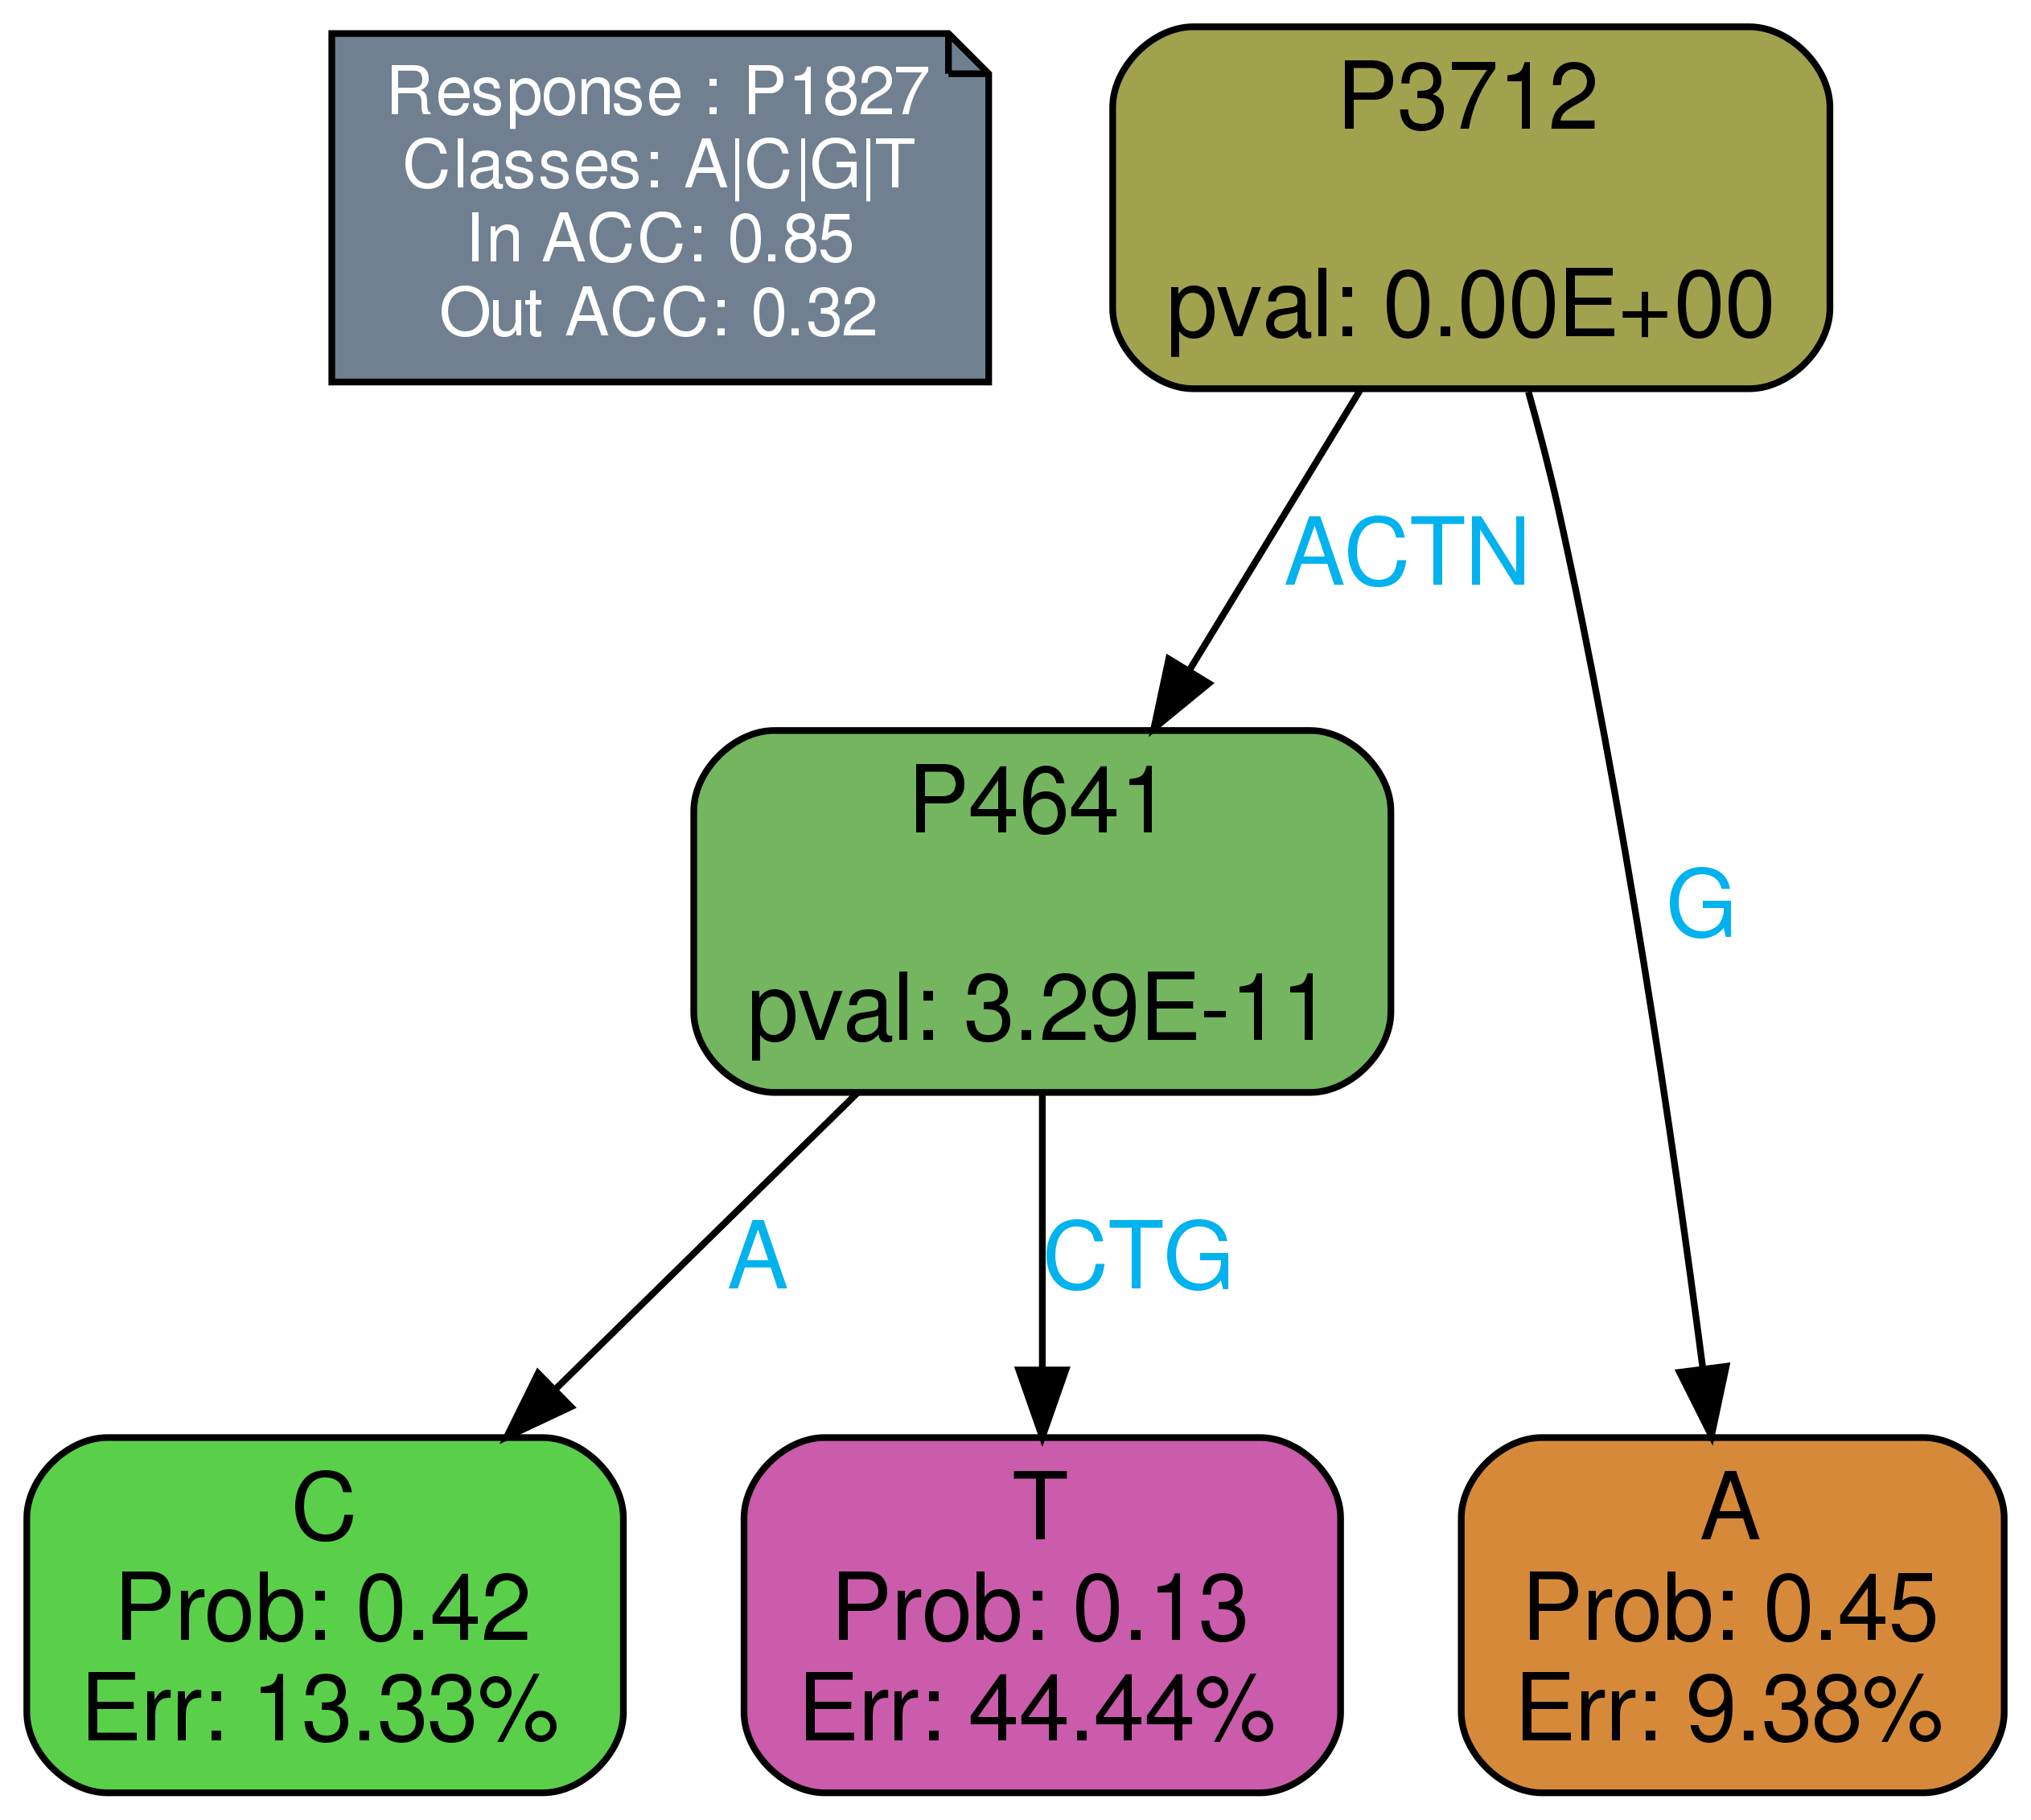 Response : P1827
Classes: A|C|G|T
In ACC: 0.85
Out ACC: 0.32
P3712
pval: 0.00E+00
ACTN
G
P4641
pval: 3.29E-11
A
CTG
C
Prob: 0.42
Err: 13.33%
T
Prob: 0.13
Err: 44.44%
A
Prob: 0.45
Err: 9.38%